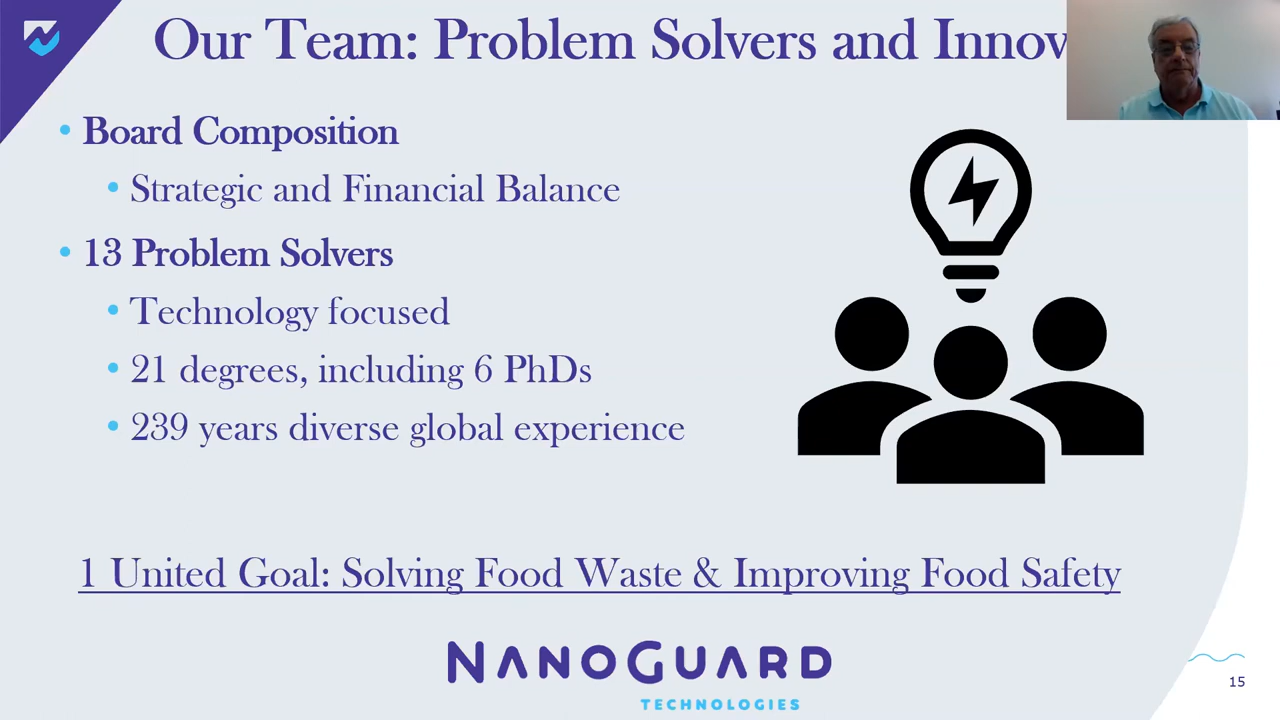 Our Team: Problem Solvers and Innov
• Board Composition
• Strategic and Financial Balance
• 13 Problem Solvers
• Technology focused
• 21 degrees, including 6 PhDs
• 239 years diverse global experience
1 United Goal: Solving Food Waste & Improving Food Safety
NANOGUARD
TECHNOLOGIES
15